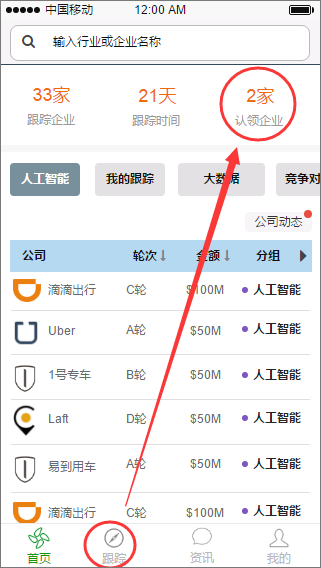 中国移动 12:00 AM
输入行业或企业名称
33家 21天 2家
跟踪企业 跟踪时间 认领企业
人工智能 我的跟踪 大数据 竞争对
公司动态
公司 轮次 金额 分组
滴滴出行 C轮 $100M 人工智能
Uber A轮 $50M 人工智能
1号专车 B轮 $50M 人工智能
Laft D轮 $50M 人工智能
易到用车 A轮 $50M 人工智能
滴滴出行 C轮 $100M 人工智能
首页 跟踪 资讯 我的